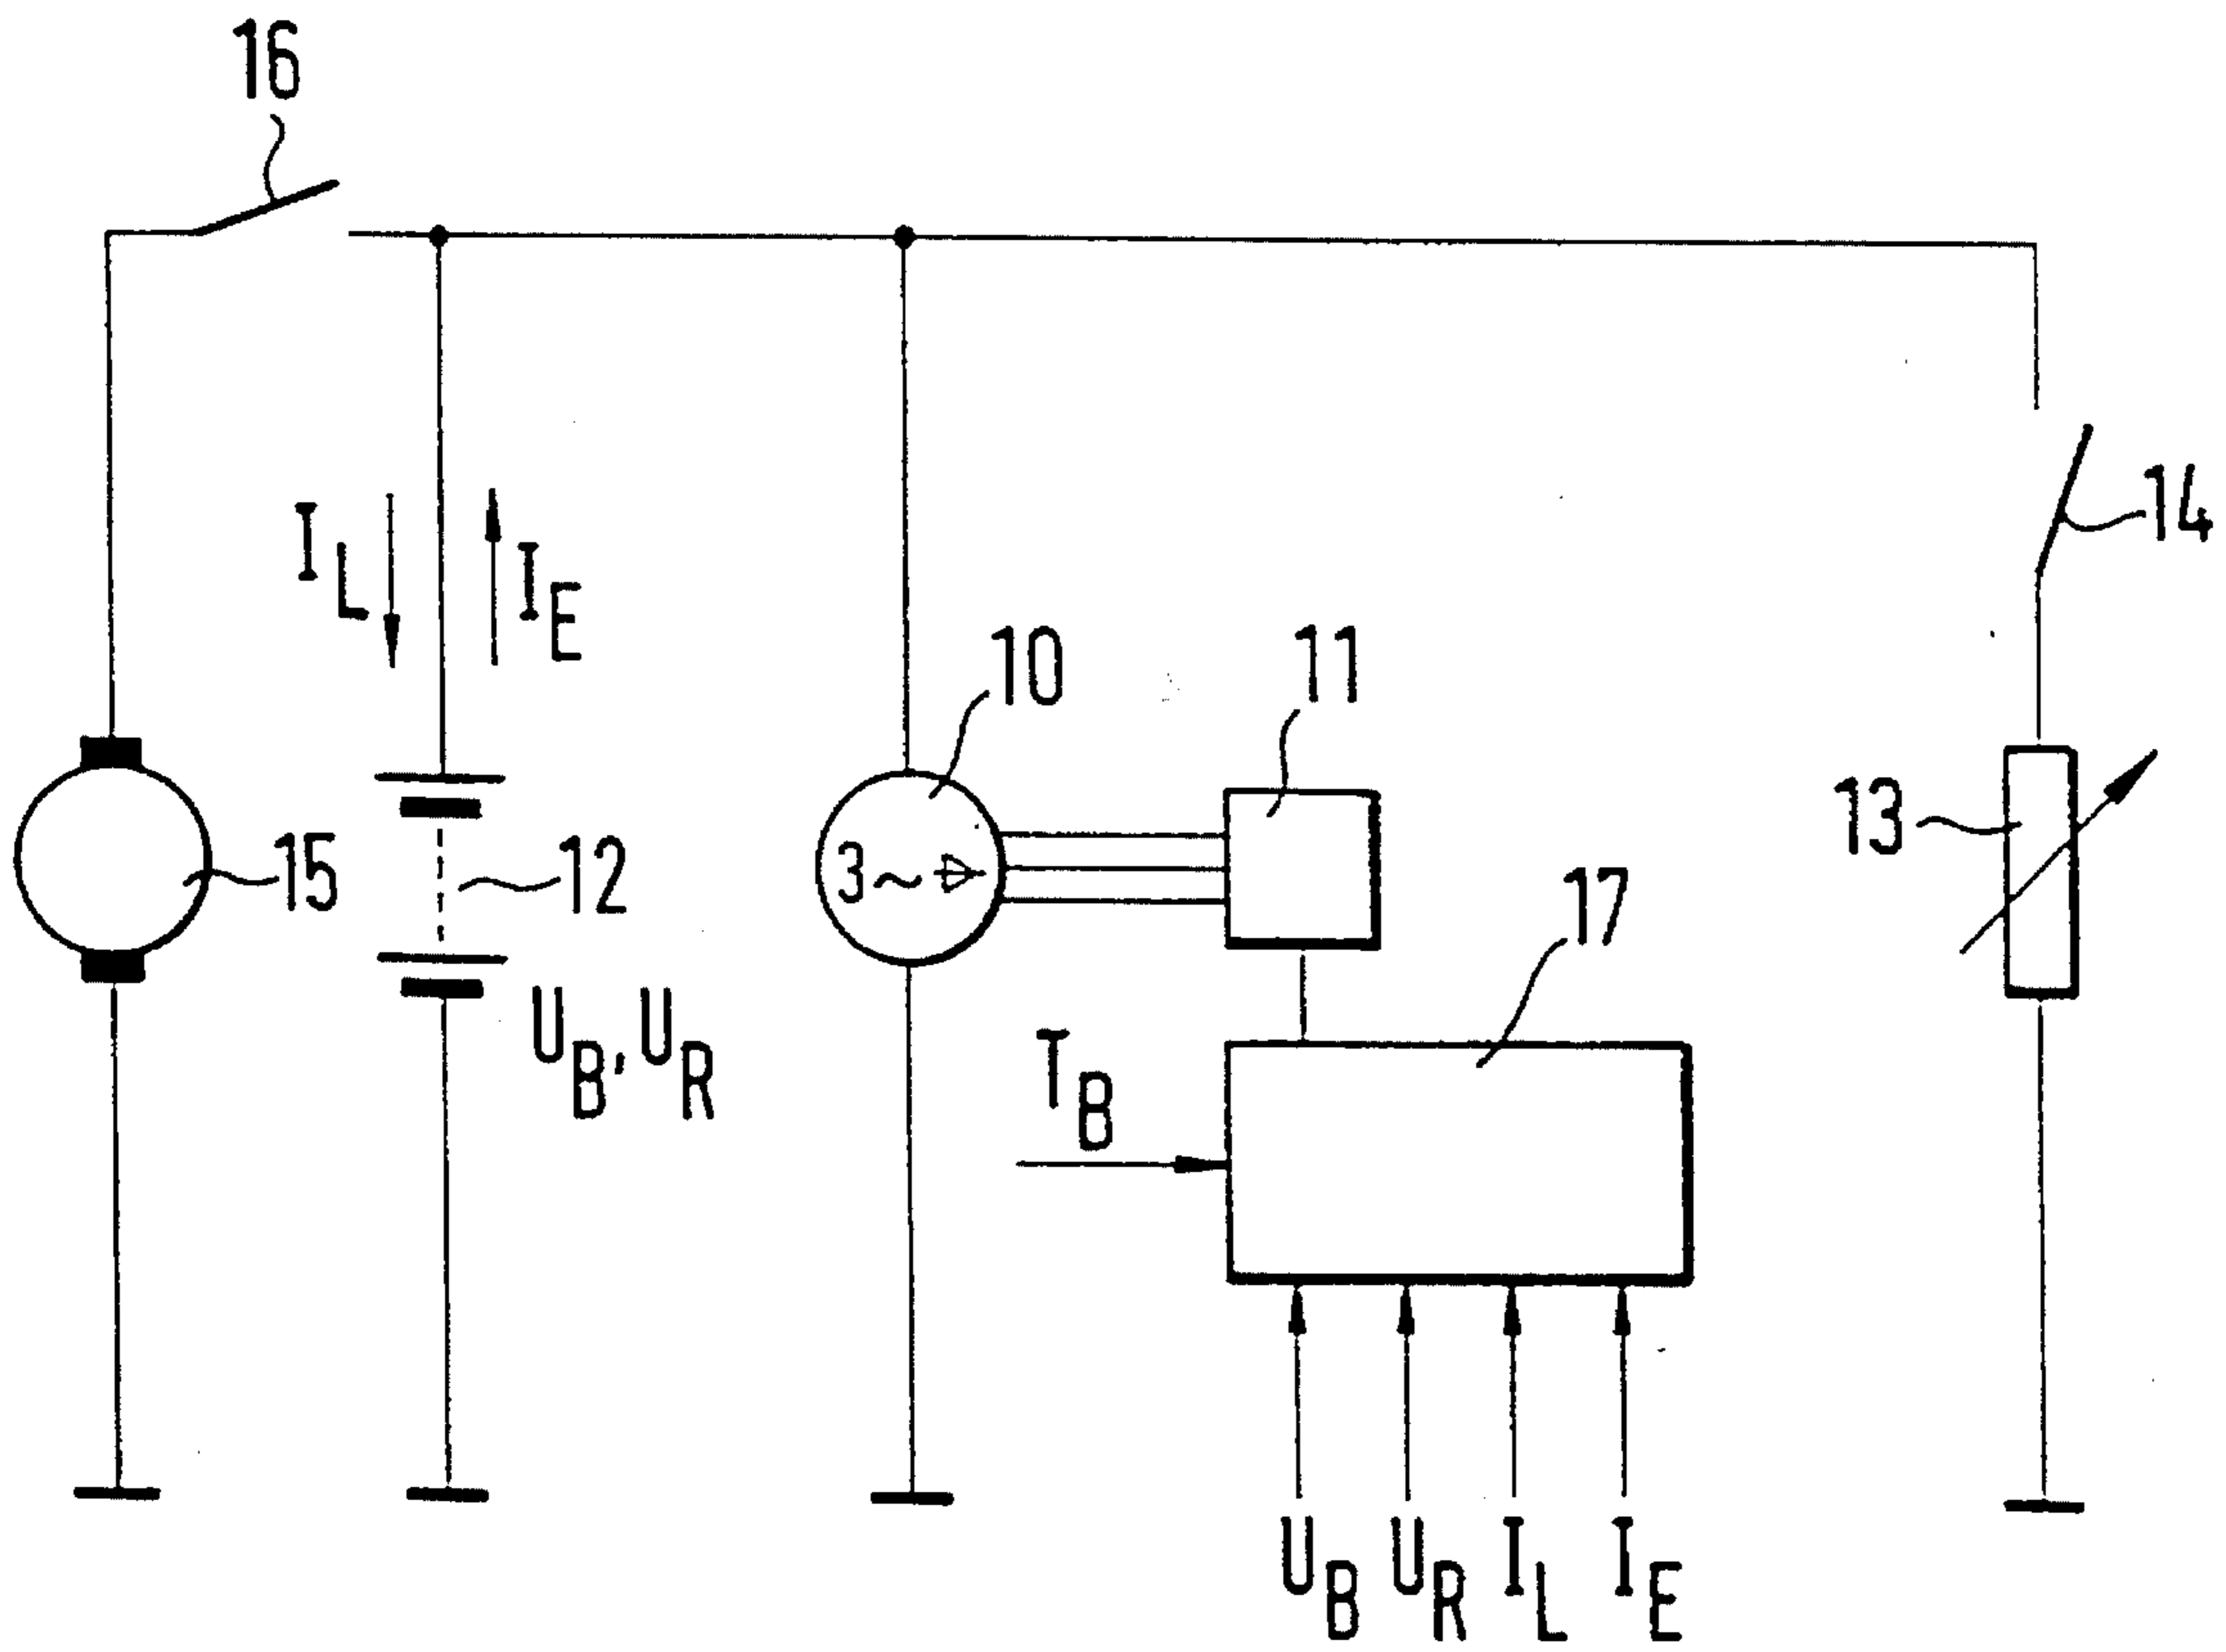 16
14
I_L
I_E
10
11
13
15
12
3~
17
U_B, U_R
T_B
U_B U_R I_L I_E